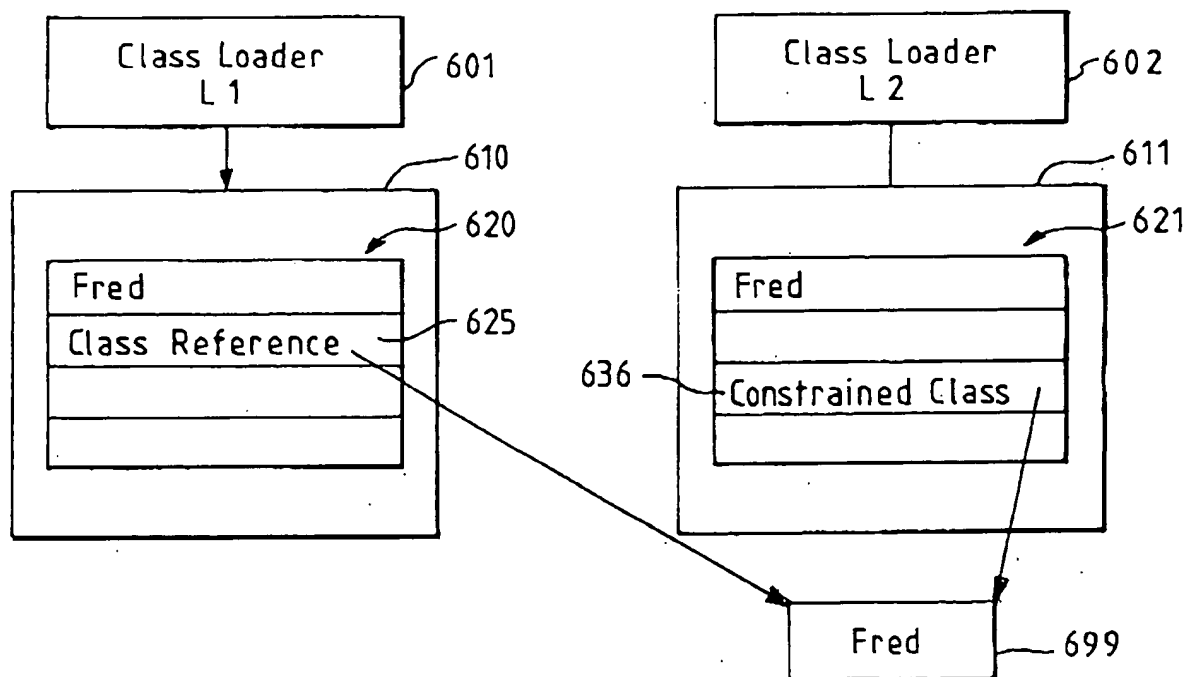 Class Loader
L 1
601
Class Loader
L 2
602
610
611
620
621
Fred
Class Reference
625
Fred
636
Constrained Class
Fred
699